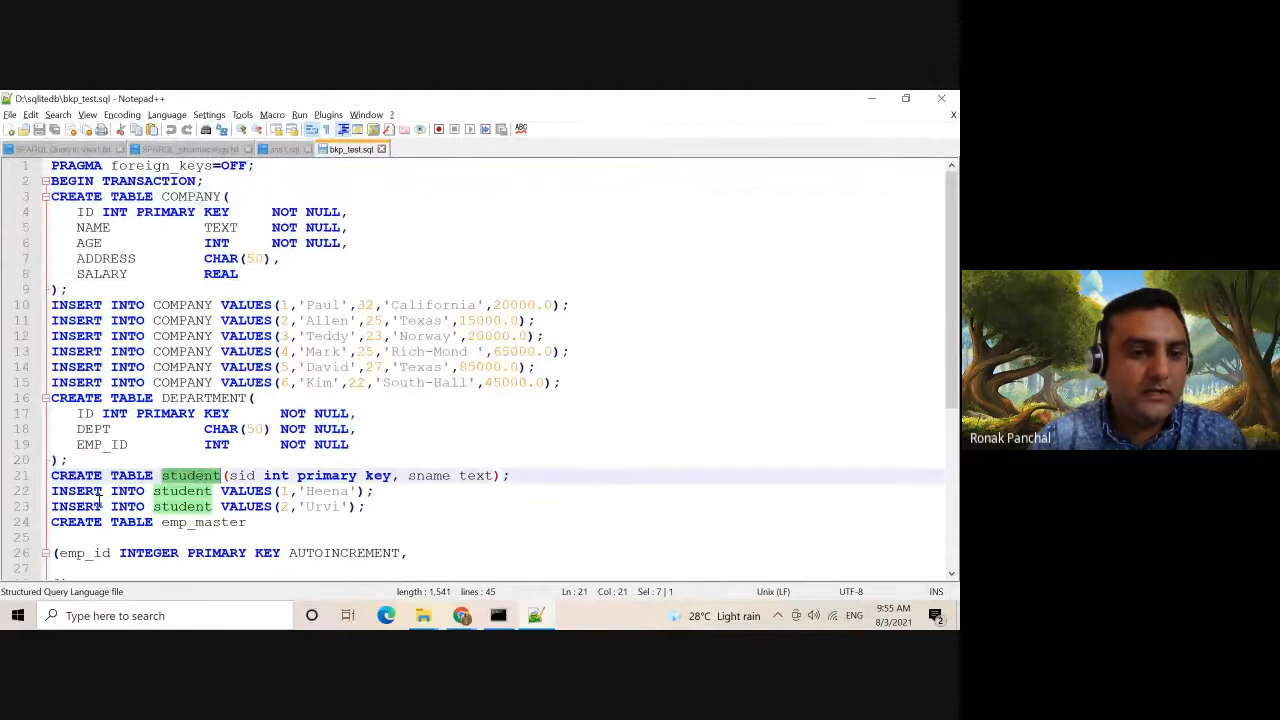 D:\sqlitedb\bkp_test.sql - Notepad++
File Edit Search View Encoding Language Settings Tools Macro Run Plugins Window ? X
ass1.sql bkp_test.sql
1 PRAGMA foreign_keys=OFF;
2 BEGIN TRANSACTION;
3 CREATE TABLE COMPANY(
4 ID INT PRIMARY KEY NOT NULL,
5 NAME TEXT NOT NULL,
6 AGE INT NOT NULL,
7 ADDRESS CHAR(50),
8 SALARY REAL
9 );
10 INSERT INTO COMPANY VALUES(1,'Paul',32,'California',20000.0);
11 INSERT INTO COMPANY VALUES(2,'Allen',25,'Texas',15000.0);
12 INSERT INTO COMPANY VALUES(3,'Teddy',23,'Norway',20000.0);
13 INSERT INTO COMPANY VALUES(4,'Mark',25,'Rich-Mond ',65000.0);
14 INSERT INTO COMPANY VALUES(5,'David',27,'Texas',85000.0);
15 INSERT INTO COMPANY VALUES(6,'Kim',22,'South-Hall',45000.0);
16 CREATE TABLE DEPARTMENT(
17 ID INT PRIMARY KEY NOT NULL,
18 DEPT CHAR(50) NOT NULL,
19 EMP_ID INT NOT NULL
20 );
21 CREATE TABLE student(sid int primary key, sname text);
22 INSERT INTO student VALUES(1,'Heena');
23 INSERT INTO student VALUES(2,'Urvi');
24 CREATE TABLE emp_master
25
26 (emp_id INTEGER PRIMARY KEY AUTOINCREMENT,
27
Structured Query Language file length : 1,541 lines : 45 Ln : 21 Col : 21 Sel : 7 | 1 Unix (LF) UTF-8 INS
Type here to search 28°C Light rain ENG 9:55 AM
8/3/2021 2
Ronak Panchal